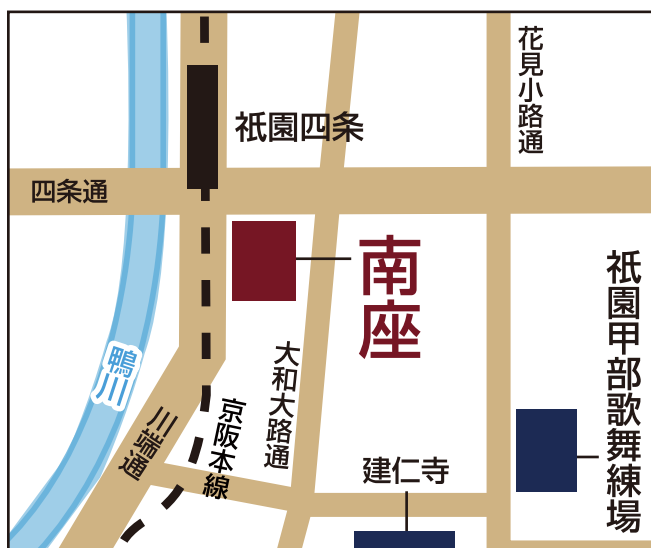 花見小路通
祇園四条
四条通
南座
祇園甲部歌舞練場
鴨川
大和大路通
京阪本線
川端通
建仁寺